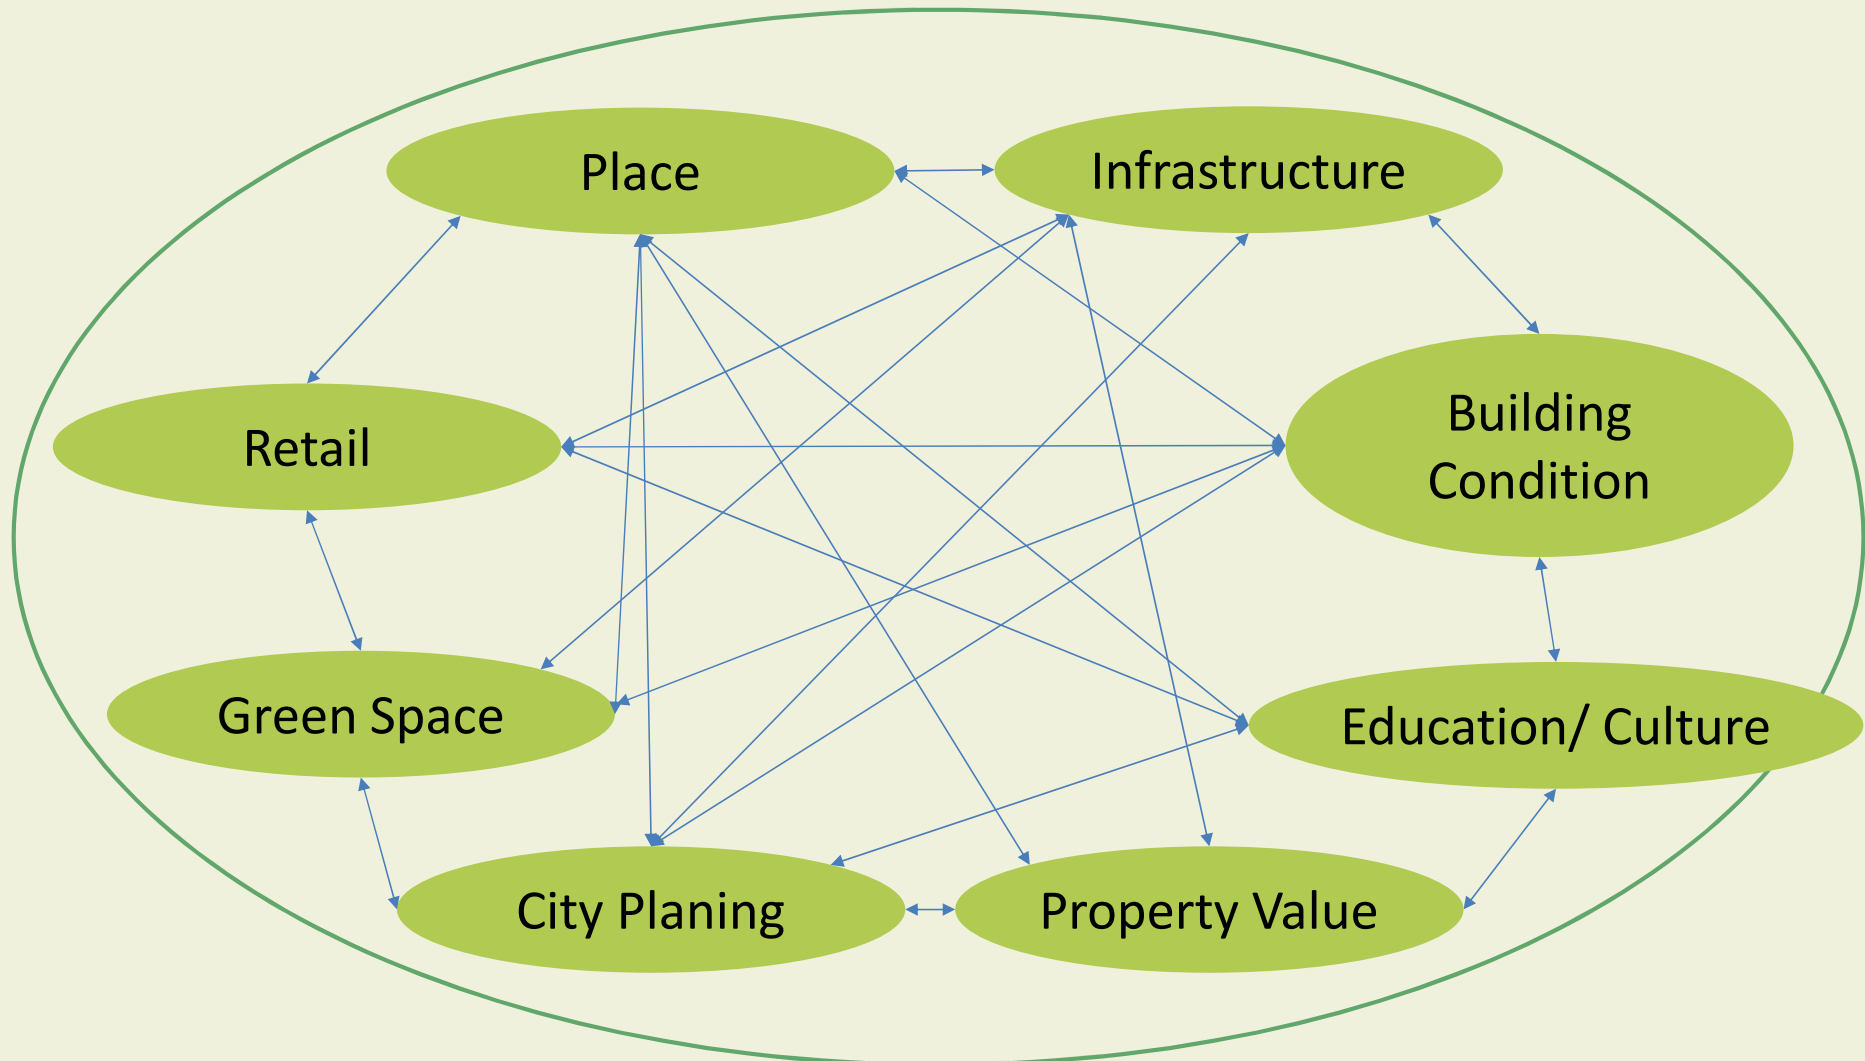 Place
Infrastructure
Retail
Building
Condition
Green Space
Education/ Culture
City Planing
Property Value